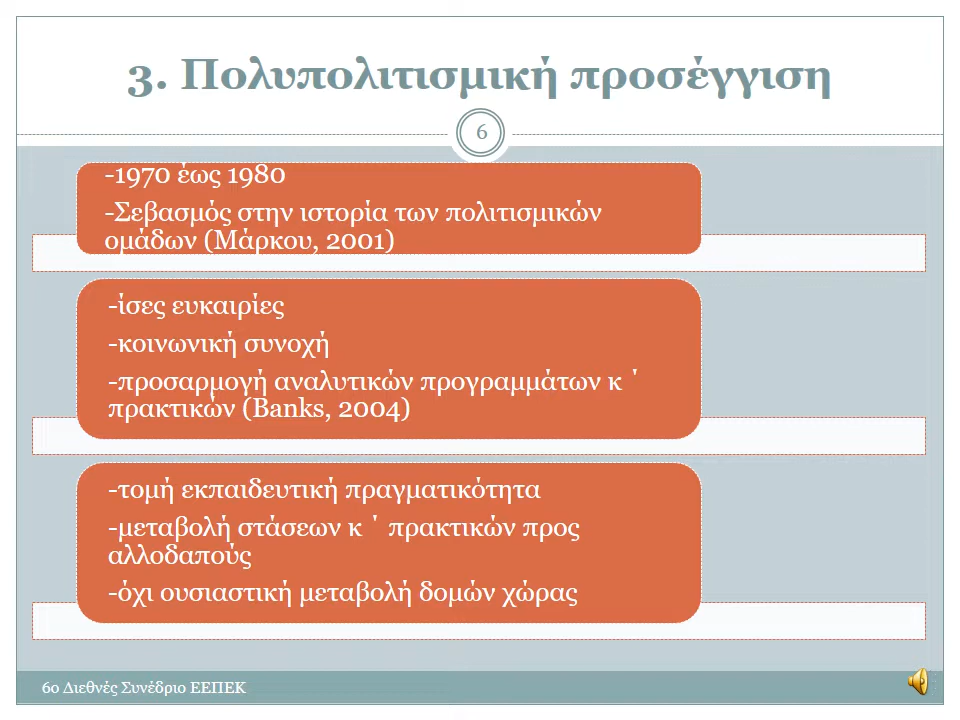 3. Πολυπολιτισμική προσέγγιση
6
-1970 έως 1980
-Σεβασμός στην ιστορία των πολιτισμικών
ομάδων (Μάρκου, 2001)
-ίσες ευκαιρίες
-κοινωνική συνοχή
-προσαρμογή αναλυτικών προγραμμάτων κ ΄
πρακτικών (Banks, 2004)
-τομή εκπαιδευτική πραγματικότητα
-μεταβολή στάσεων κ ΄ πρακτικών προς
αλλοδαπούς
-όχι ουσιαστική μεταβολή δομών χώρας
6ο Διεθνές Συνέδριο ΕΕΠΕΚ